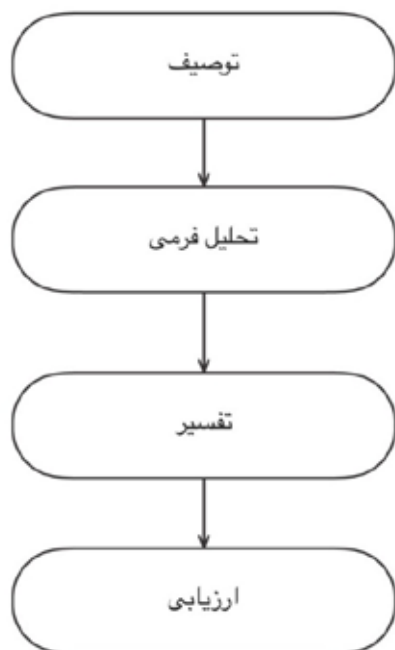 توصیف
تحلیل فرمی
تفسیر
ارزیابی